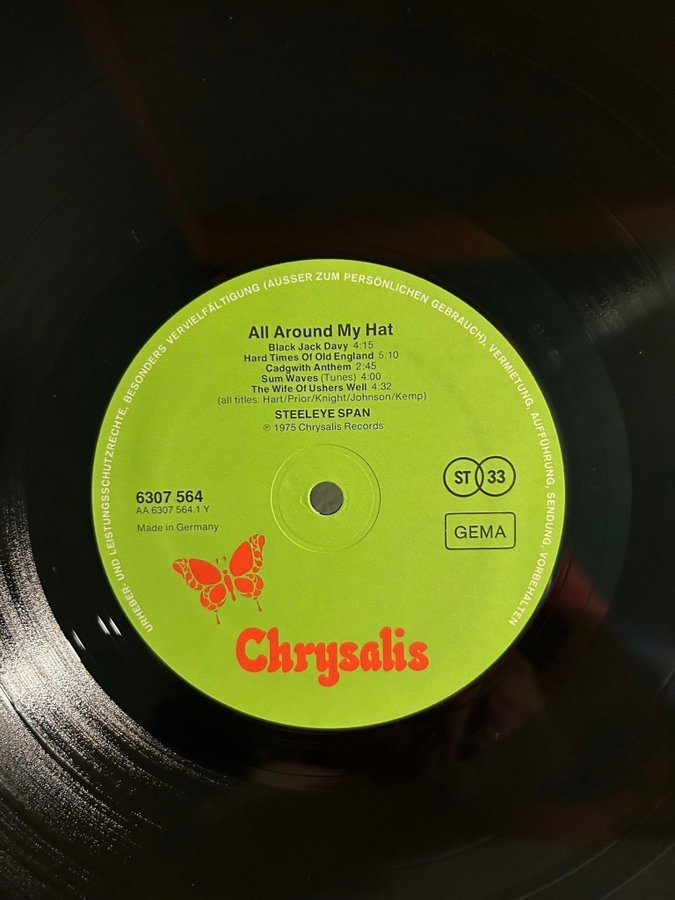 URHEBER- UND LEISTUNGSSCHUTZRECHTE, BESONDERS VERVIELFÄLTIGUNG (AUSSER ZUM PERSÖNLICHEN GEBRAUCH), VERMIETUNG, AUFFÜHRUNG, SENDUNG VORBEHALTEN
All Around My Hat
Black Jack Davy 4:15
Hard Times Of Old England 5:10
Cadgwith Anthem 2:45
Sum Waves (Tunes) 4:00
The Wife Of Ushers Well 4:32
(all titles: Hart/Prior/Knight/Johnson/Kemp)
STEELEYE SPAN
℗ 1975 Chrysalis Records
6307 564
AA 6307 564.1 Y
Made in Germany
ST 33
GEMA
Chrysalis